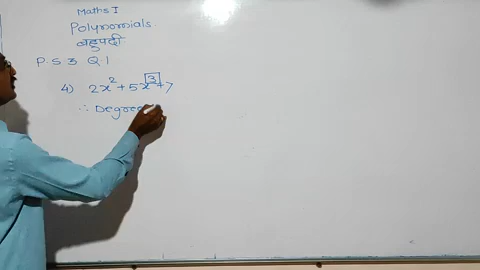 Maths I
Polynomials
बहुपदी
P.S 3 Q.1
4) 2x² + 5x³ + 7
∴ Degree